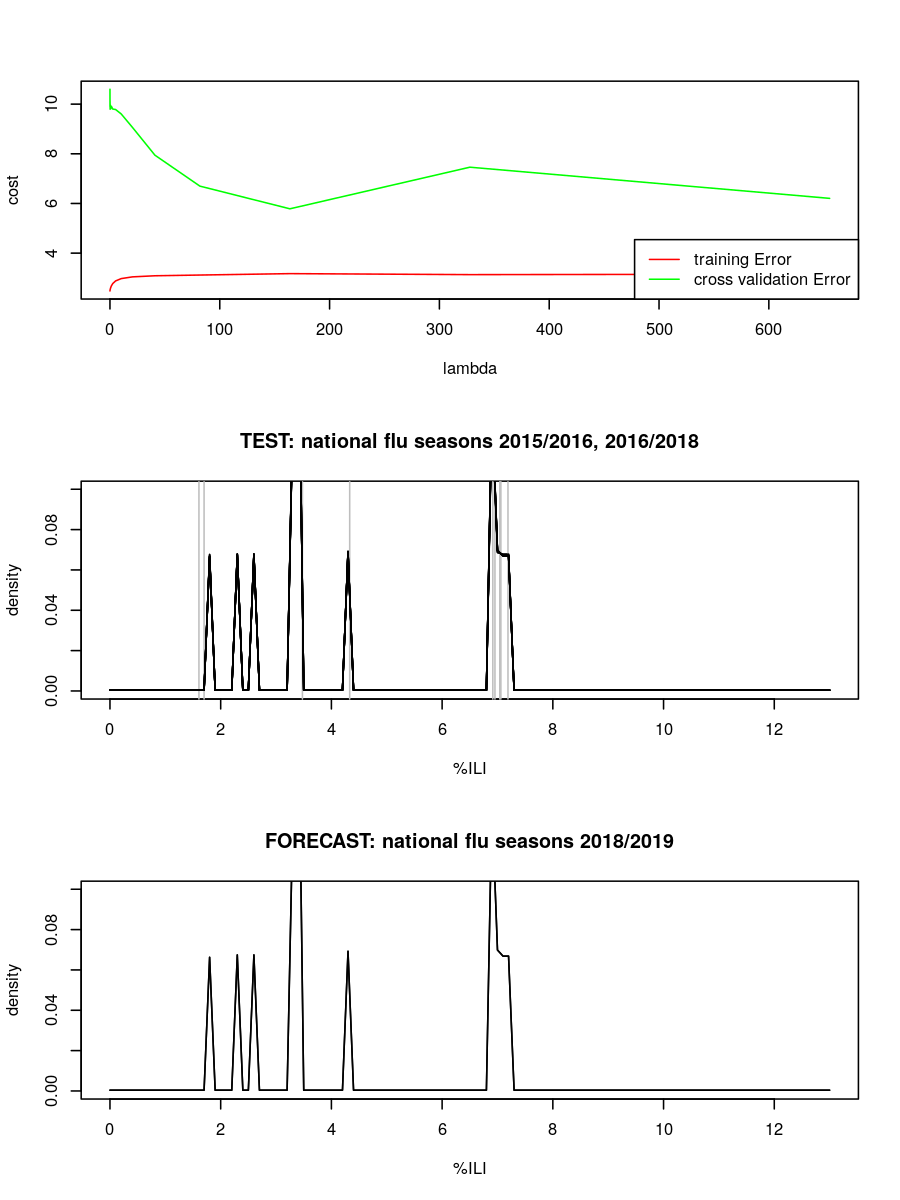 10
8
6
4
cost
training Error
cross validation Error
0 100 200 300 400 500 600
lambda
TEST: national flu seasons 2015/2016, 2016/2018
0.08
0.04
0.00
density
0 2 4 6 8 10 12
%ILI
FORECAST: national flu seasons 2018/2019
0.08
0.04
0.00
density
0 2 4 6 8 10 12
%ILI